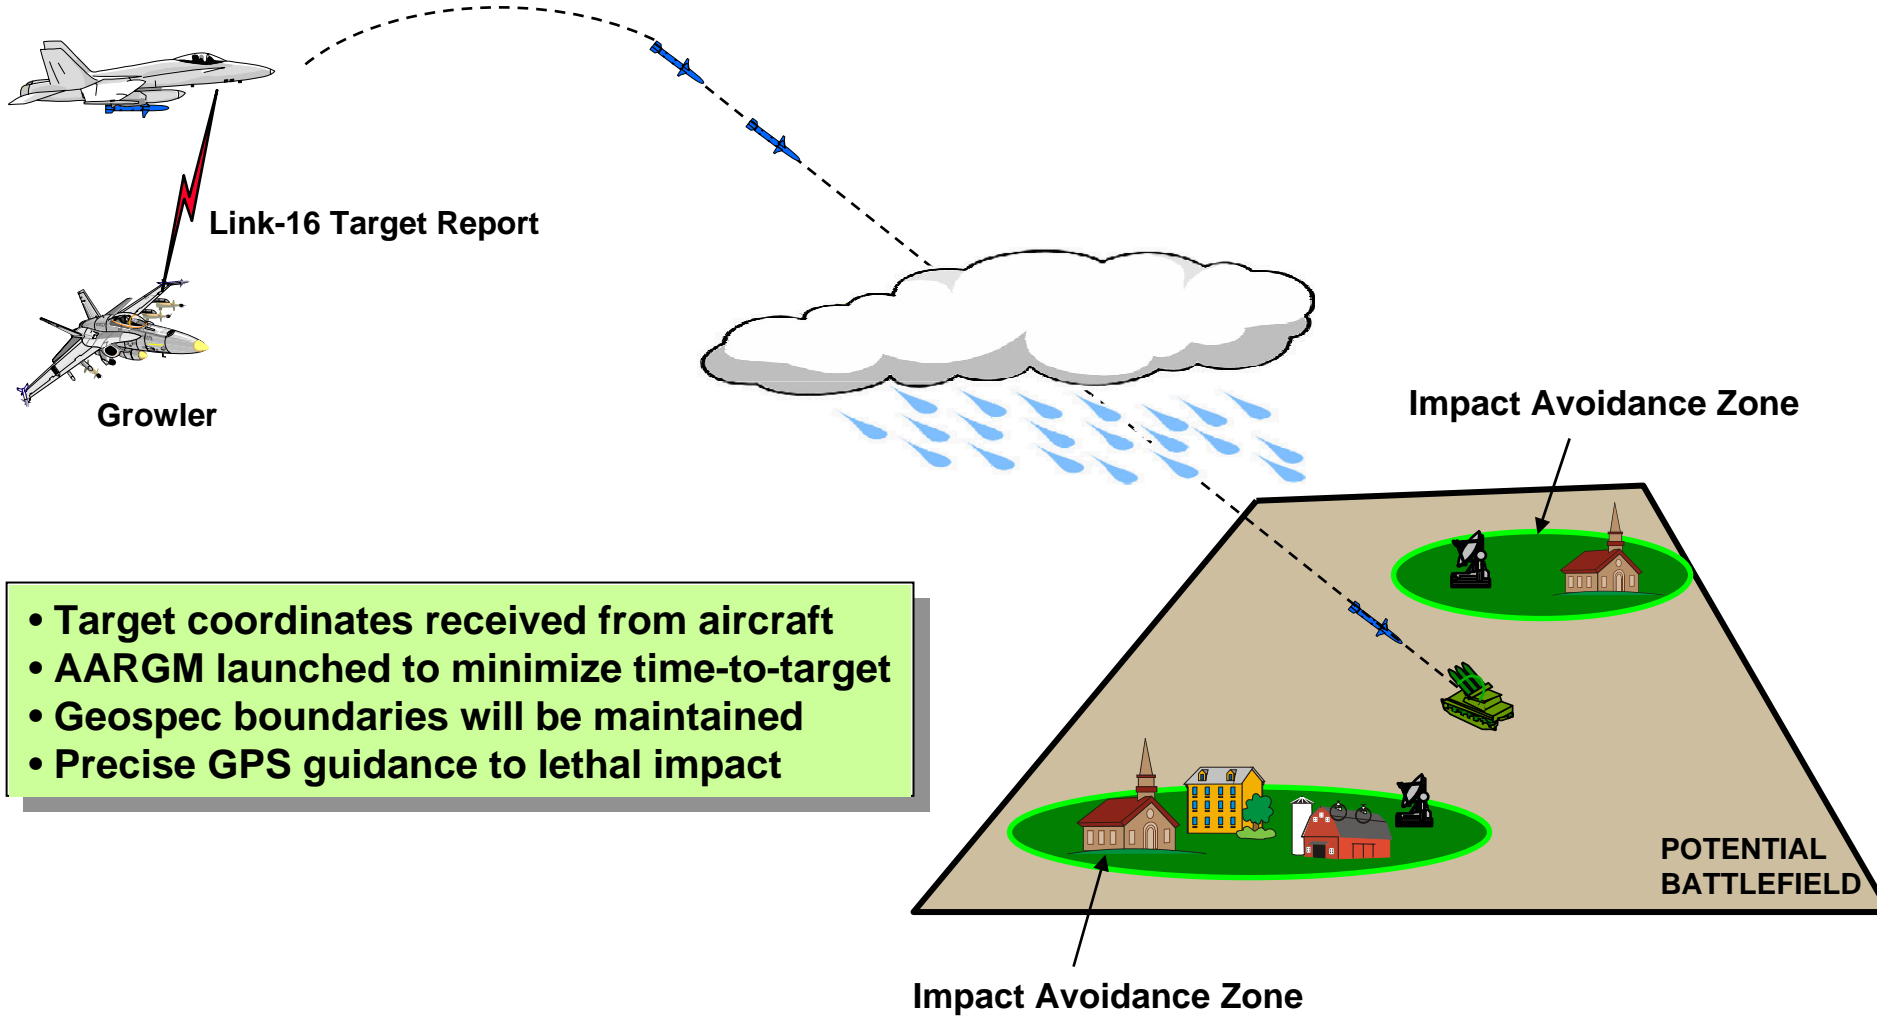 Link-16 Target Report
Growler
Impact Avoidance Zone
• Target coordinates received from aircraft
• AARGM launched to minimize time-to-target
• Geospec boundaries will be maintained
• Precise GPS guidance to lethal impact
POTENTIAL
BATTLEFIELD
Impact Avoidance Zone